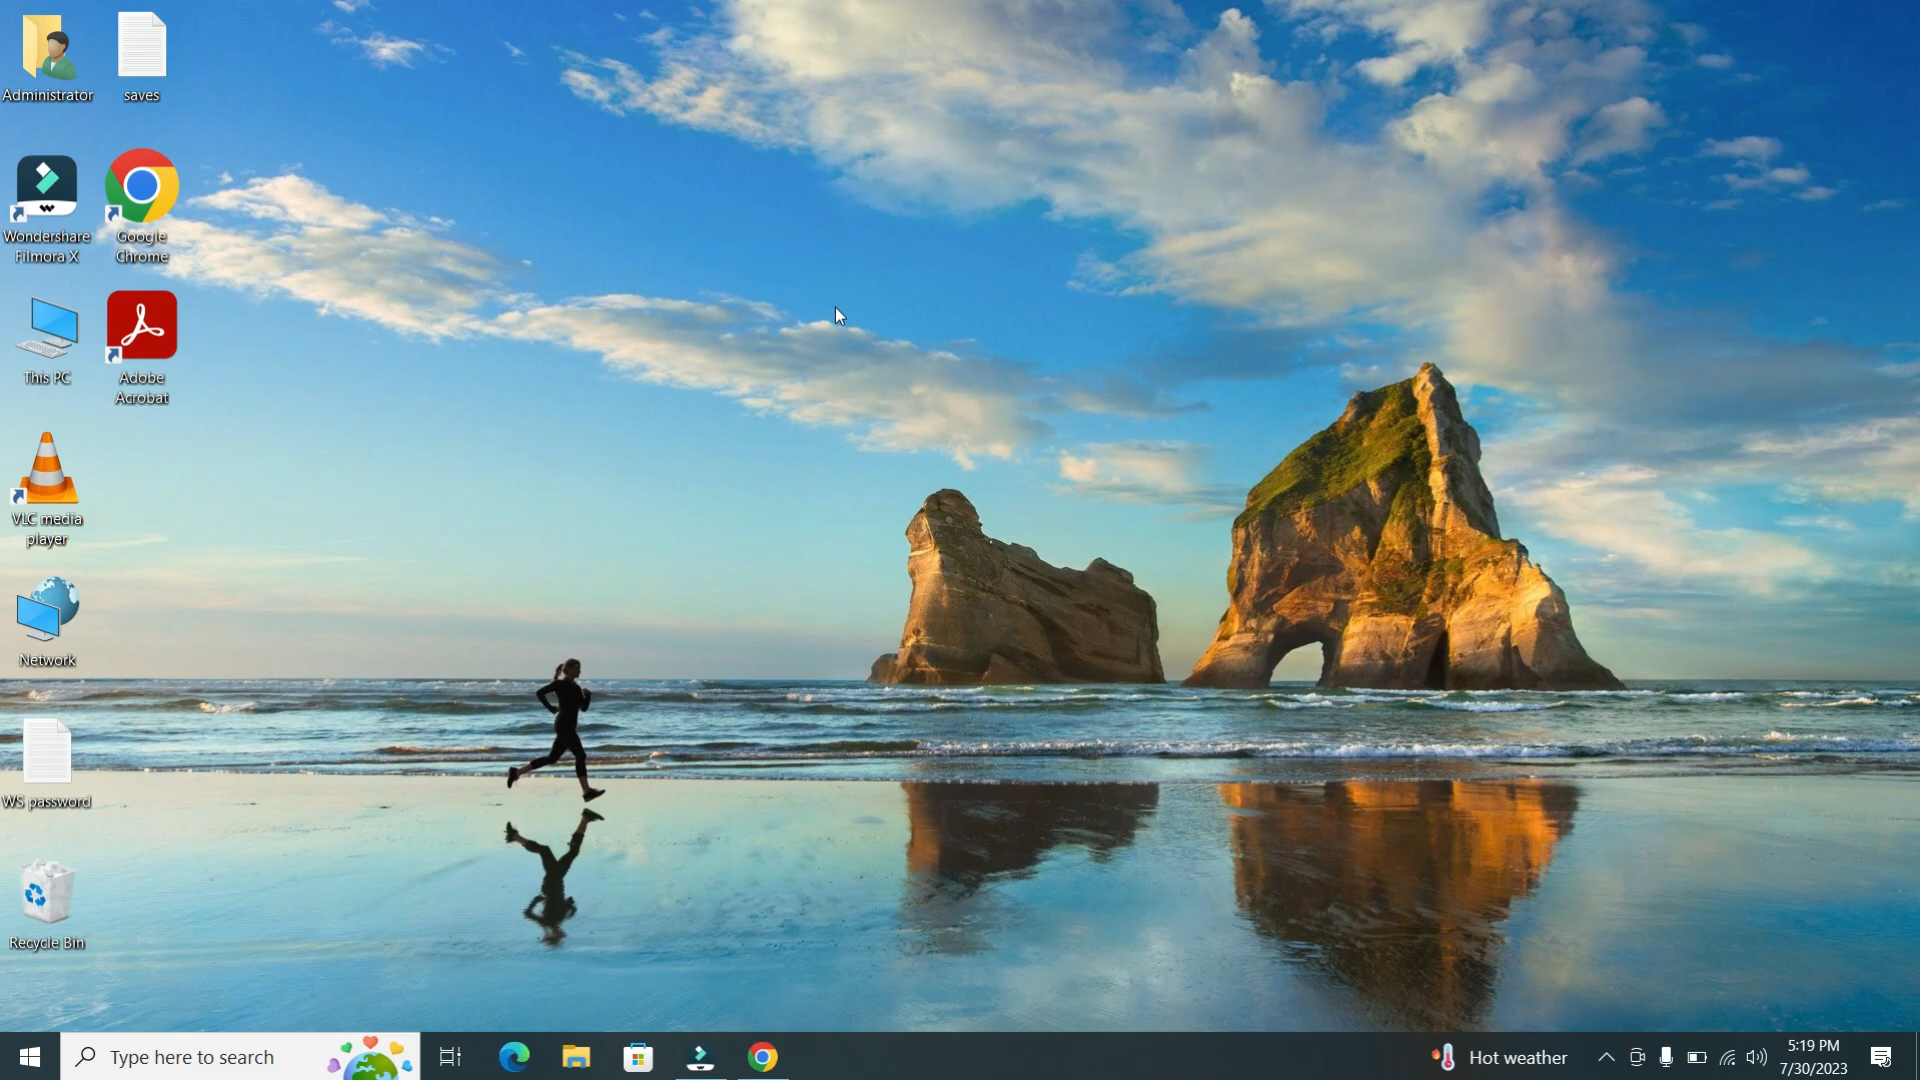 Administrator
saves
Wondershare
Filmora X
Google
Chrome
This PC
Adobe
Acrobat
VLC media
player
Network
WS password
Recycle Bin
Type here to search
Hot weather
5:19 PM
7/30/2023